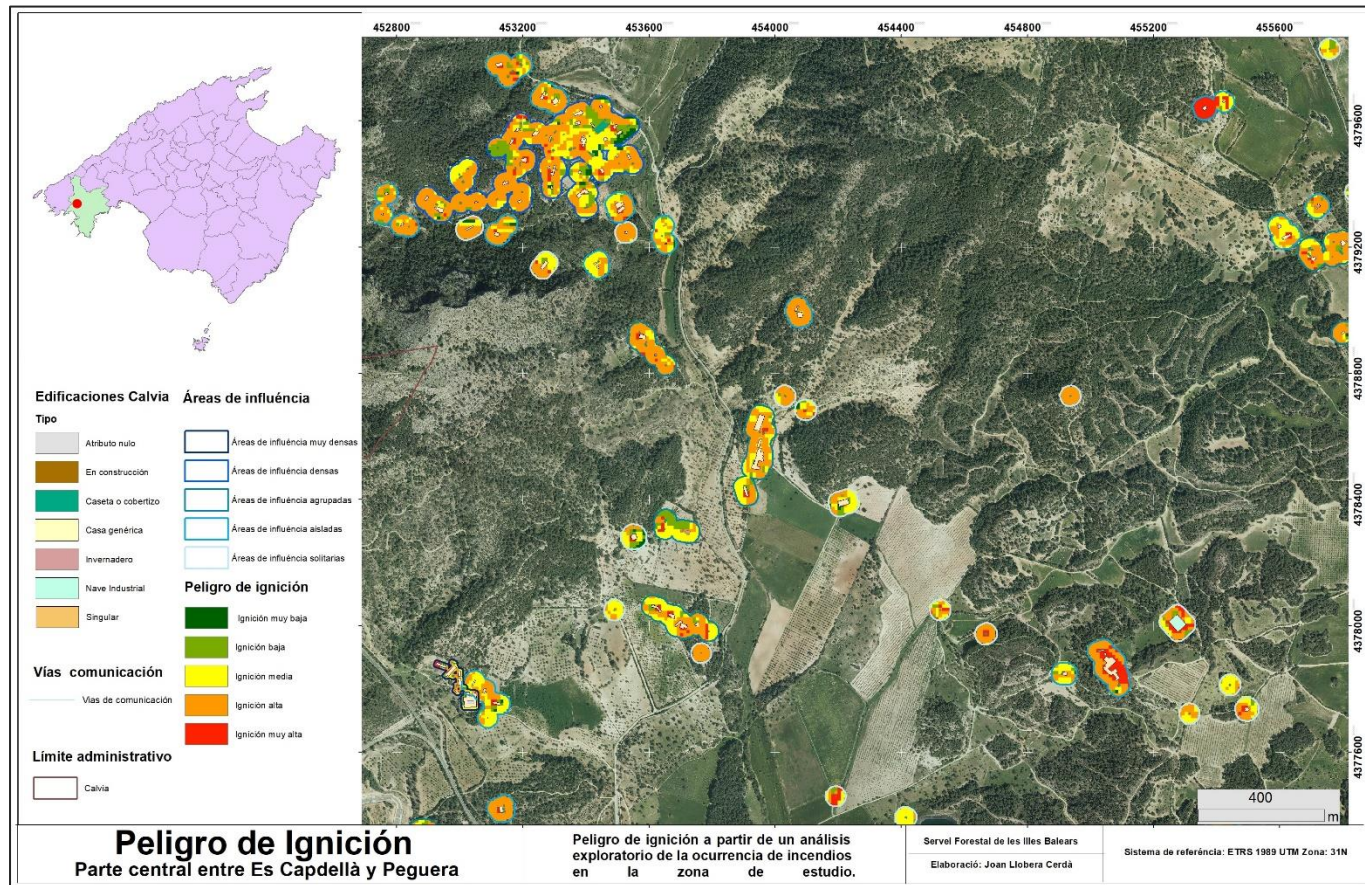 452800 453200 453600 454000 454400 454800 455200 455600
4379600
4379200
4378800
4378400
4378000
4377600
Edificaciones Calvia
Tipo
Atributo nulo
En construcción
Caseta o cobertizo
Casa genérica
Invernadero
Nave Industrial
Singular
Vías comunicación
Vias de comunicación
Límite administrativo
Calvia
Áreas de influéncia
Áreas de influéncia muy densas
Áreas de influéncia densas
Áreas de influéncia agrupadas
Áreas de influéncia aisladas
Áreas de influéncia solitarias
Peligro de ignición
Ignición muy baja
Ignición baja
Ignición media
Ignición alta
Ignición muy alta
400
m
Peligro de Ignición
Parte central entre Es Capdellà y Peguera
Peligro de ignición a partir de un análisis
exploratorio de la ocurrencia de incendios
en la zona de estudio.
Servei Forestal de les Illes Balears
Elaboració: Joan Llobera Cerdà
Sistema de referéncia: ETRS 1989 UTM Zona: 31N